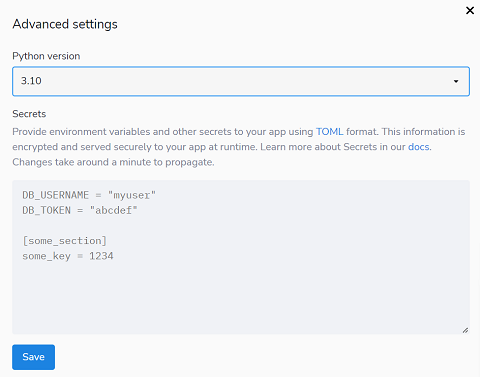 Advanced settings
Python version
3.10
Secrets
Provide environment variables and other secrets to your app using TOML format. This information is
encrypted and served securely to your app at runtime. Learn more about Secrets in our docs.
Changes take around a minute to propagate.
DB_USERNAME = "myuser"
DB_TOKEN = "abcdef"
[some_section]
some_key = 1234
Save